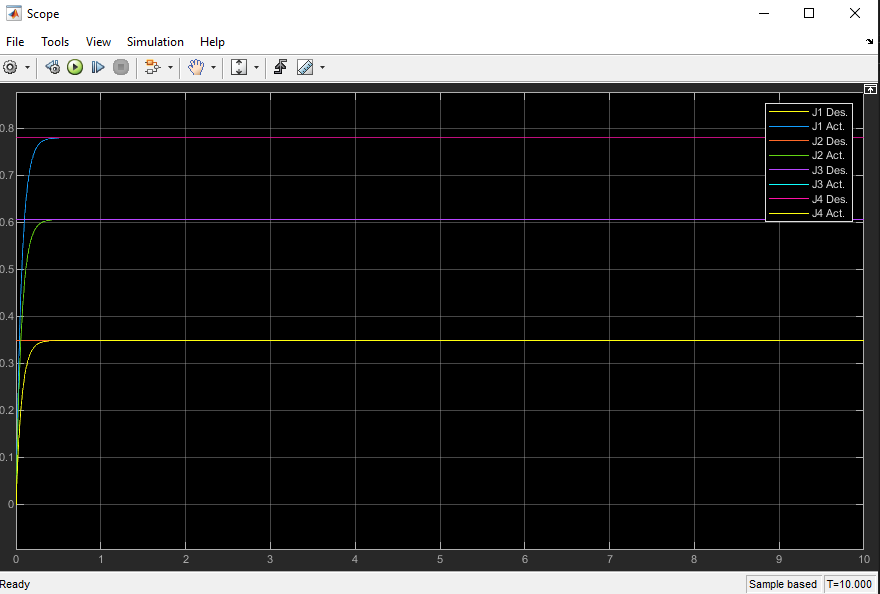 Scope
File Tools View Simulation Help
J1 Des.
J1 Act.
J2 Des.
J2 Act.
J3 Des.
J3 Act.
J4 Des.
J4 Act.
0.8
0.7
0.6
0.5
0.4
0.3
0.2
0.1
0
0 1 2 3 4 5 6 7 8 9 10
Ready Sample based T=10.000